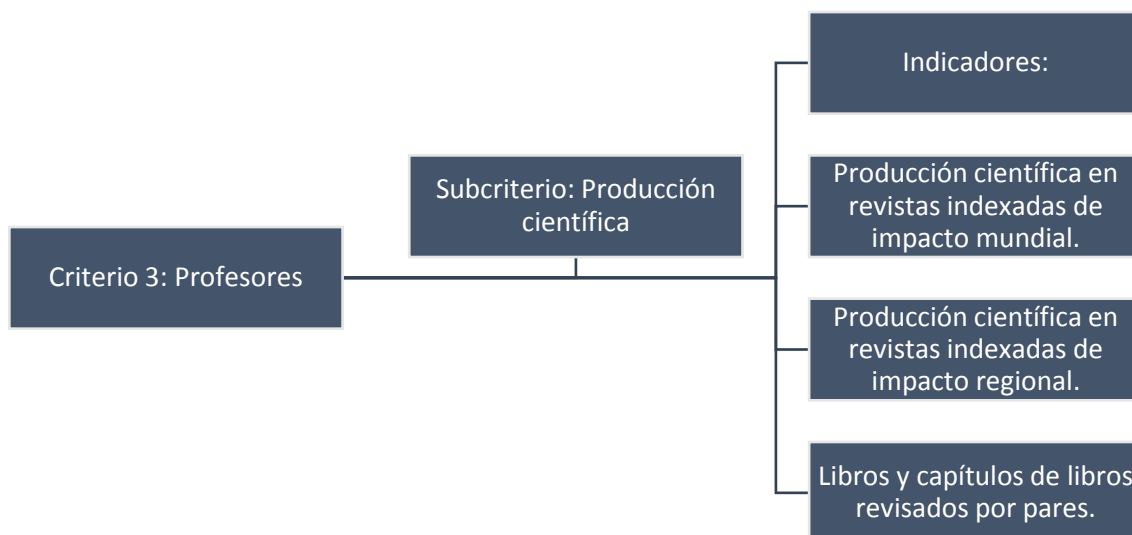 Criterio 3: Profesores
Subcriterio: Producción
científica
Indicadores:
Producción científica en
revistas indexadas de
impacto mundial.
Producción científica en
revistas indexadas de
impacto regional.
Libros y capítulos de libros
revisados por pares.